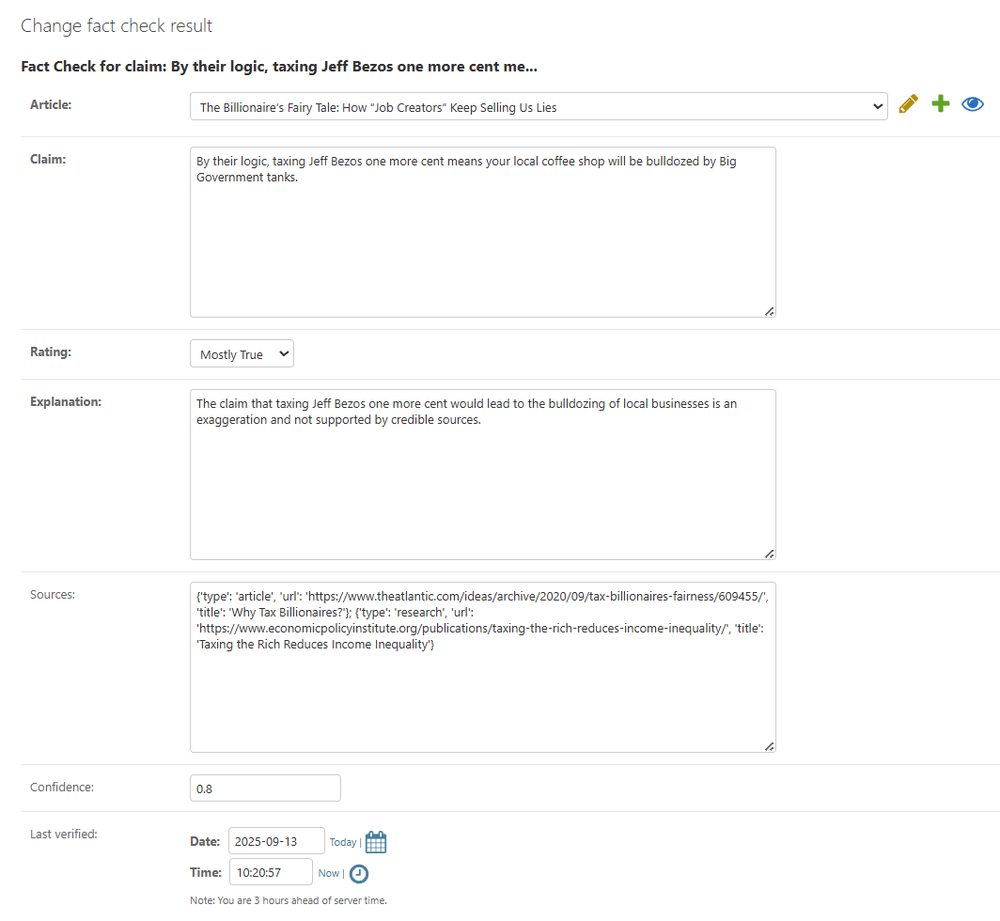 Change fact check result
Fact Check for claim: By their logic, taxing Jeff Bezos one more cent me...
Article:
The Billionaire's Fairy Tale: How “Job Creators” Keep Selling Us Lies
Claim:
By their logic, taxing Jeff Bezos one more cent means your local coffee shop will be bulldozed by Big
Government tanks.
Rating:
Mostly True
Explanation:
The claim that taxing Jeff Bezos one more cent would lead to the bulldozing of local businesses is an
exaggeration and not supported by credible sources.
Sources:
{'type': 'article', 'url': 'https://www.theatlantic.com/ideas/archive/2020/09/tax-billionaires-fairness/609455/',
'title': 'Why Tax Billionaires?'}; {'type': 'research', 'url':
'https://www.economicpolicyinstitute.org/publications/taxing-the-rich-reduces-income-inequality/', 'title':
'Taxing the Rich Reduces Income Inequality'}
Confidence:
0.8
Last verified:
Date: 2025-09-13 Today |
Time: 10:20:57 Now |
Note: You are 3 hours ahead of server time.